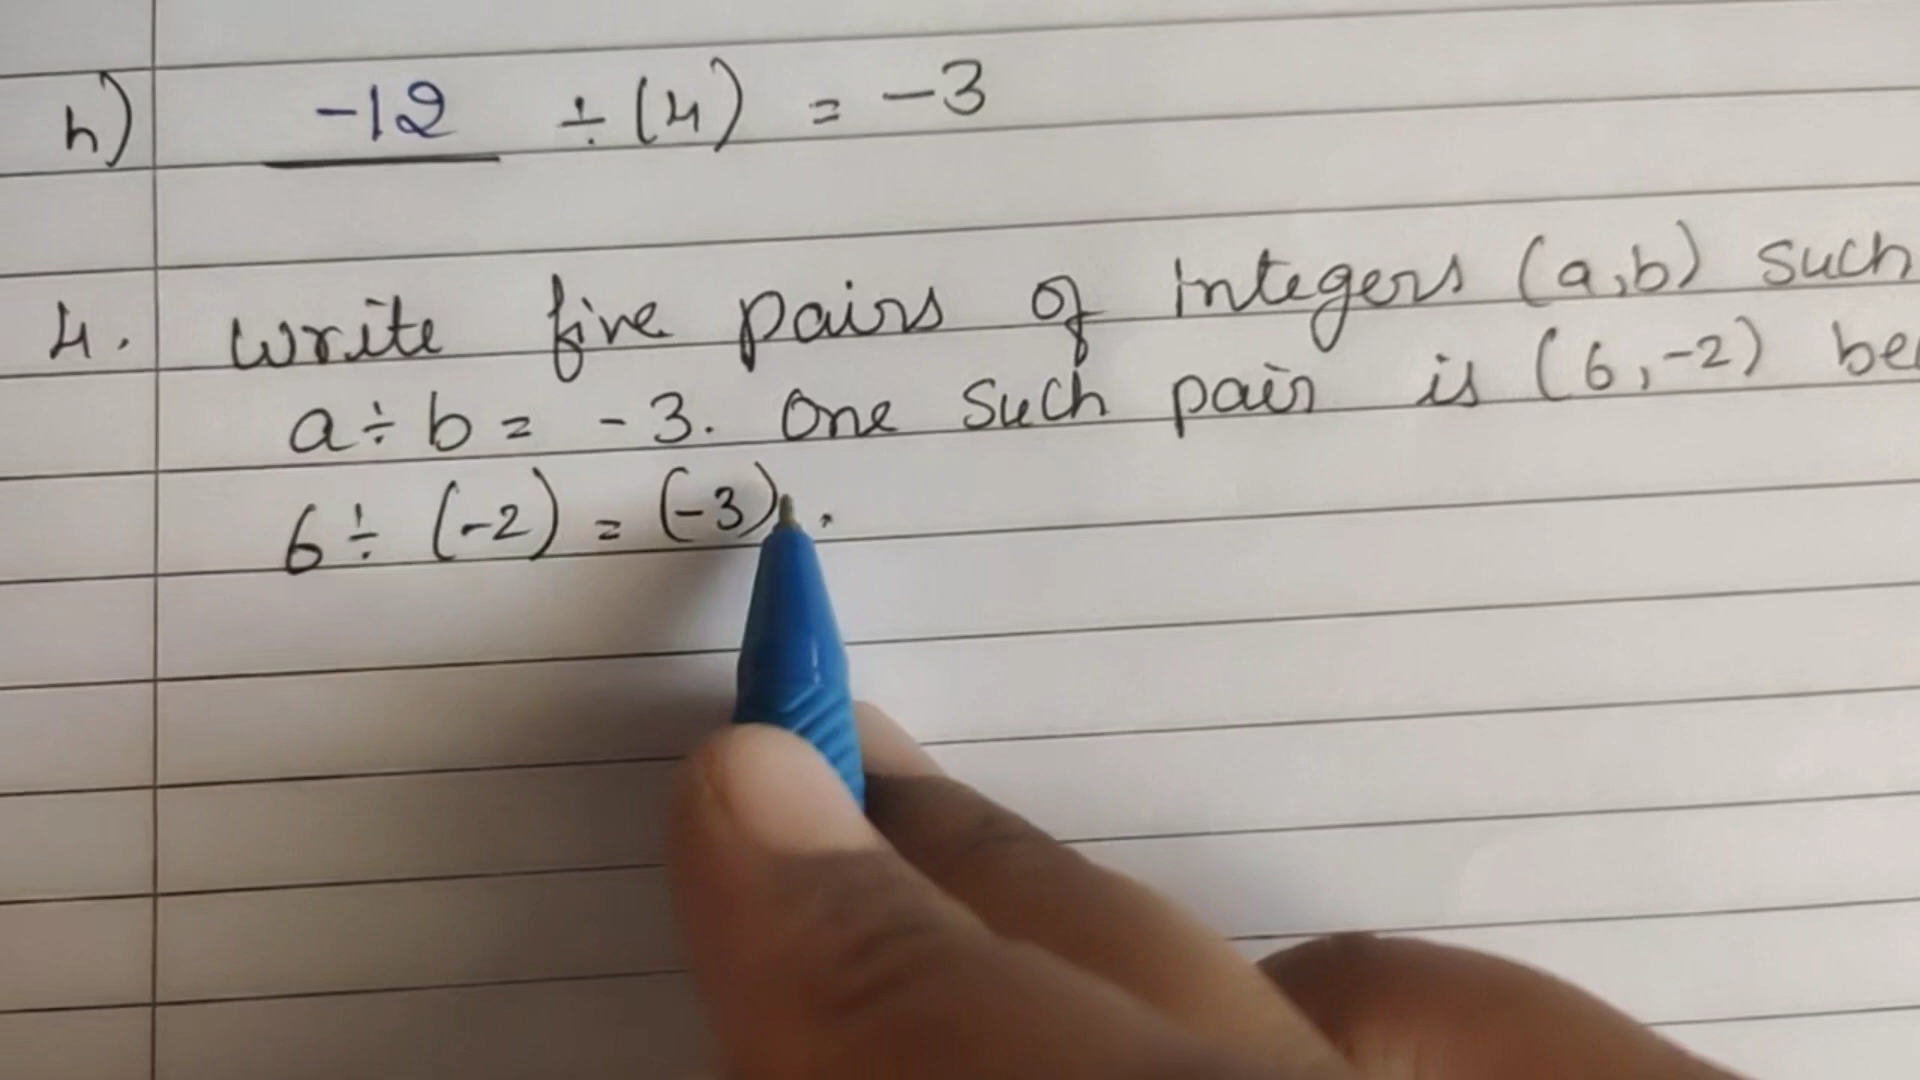 h) -12 ÷ (4) = -3
4. Write five pairs of integers (a,b) such
a ÷ b = -3. One such pair is (6,-2)
6 ÷ (-2) = (-3).